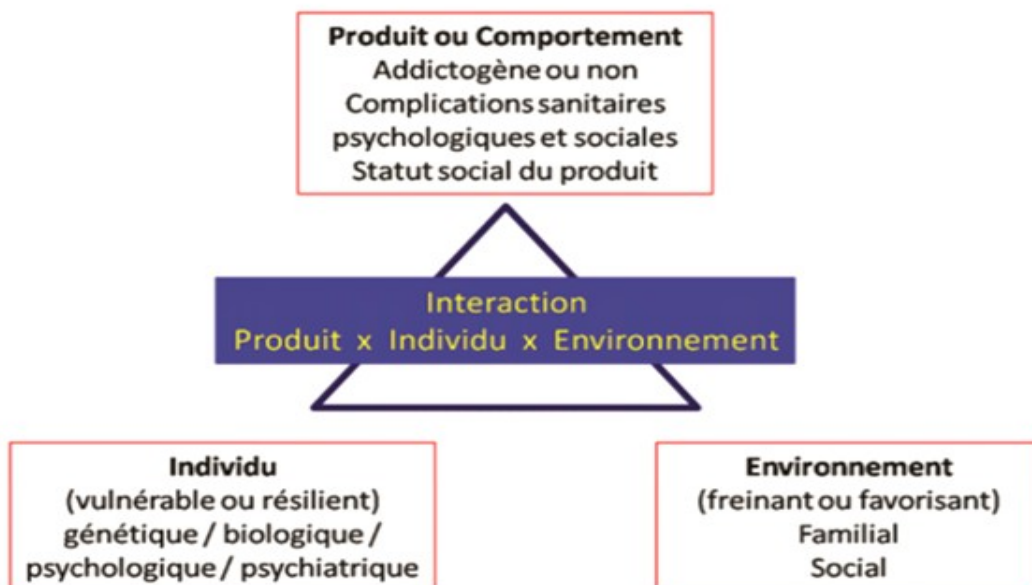 Produit ou Comportement
Addictogène ou non
Complications sanitaires
psychologiques et sociales
Statut social du produit
Interaction
Produit x Individu x Environnement
Individu
(vulnérable ou résilient)
génétique / biologique /
psychologique / psychiatrique
Environnement
(freinant ou favorisant)
Familial
Social